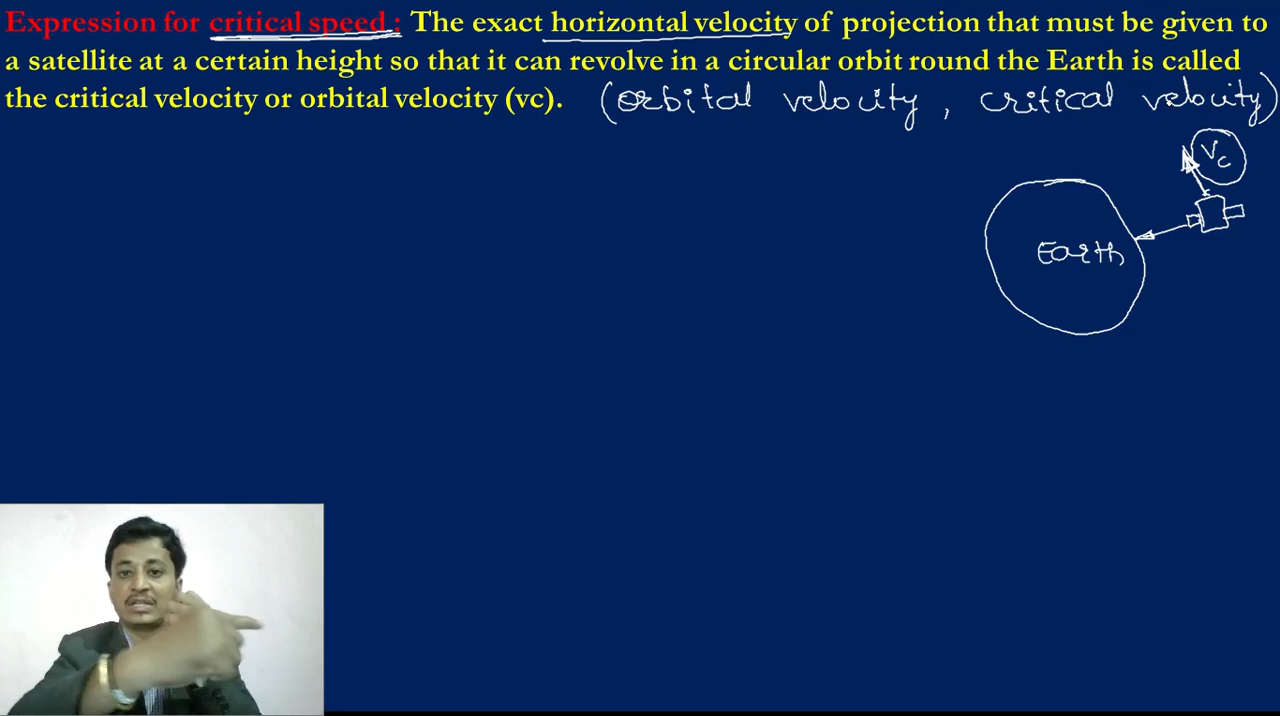 Expression for critical speed : The exact horizontal velocity of projection that must be given to
a satellite at a certain height so that it can revolve in a circular orbit round the Earth is called
the critical velocity or orbital velocity (vc). (orbital velocity , critical velocity)
Vc
Earth